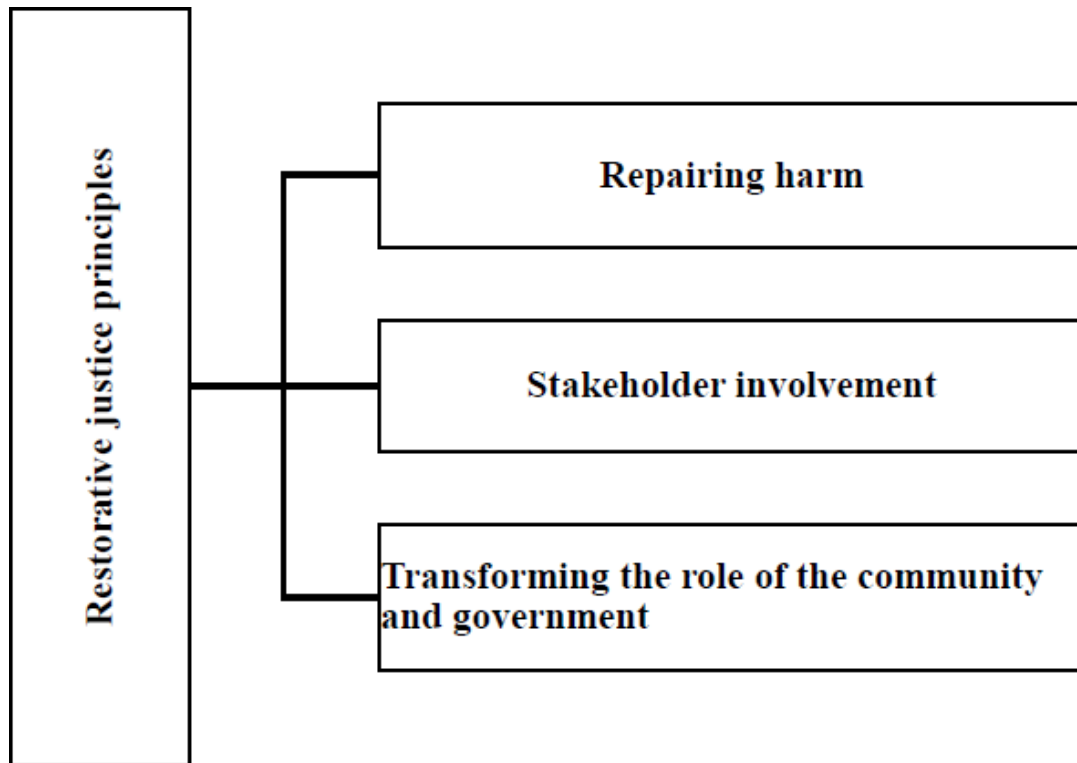 Restorative justice principles
Repairing harm
Stakeholder involvement
Transforming the role of the community
and government